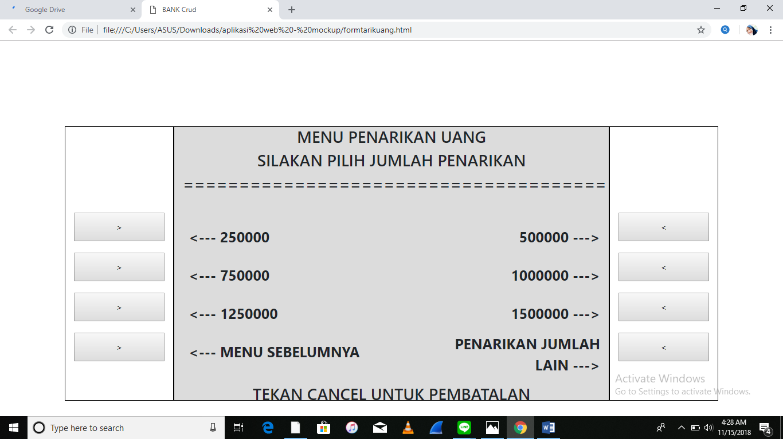 Google Drive
BANK Crud
File | file:///C:/Users/ASUS/Downloads/aplikasi%20web%20-%20mockup/formtarikuang.html
MENU PENARIKAN UANG
SILAKAN PILIH JUMLAH PENARIKAN
======================================
> <--- 250000 500000 ---> <
> <--- 750000 1000000 ---> <
> <--- 1250000 1500000 ---> <
> <--- MENU SEBELUMNYA PENARIKAN JUMLAH <
LAIN --->
TEKAN CANCEL UNTUK PEMBATALAN
Activate Windows
Go to Settings to activate Windows.
Type here to search
4:28 AM
11/15/2018
4